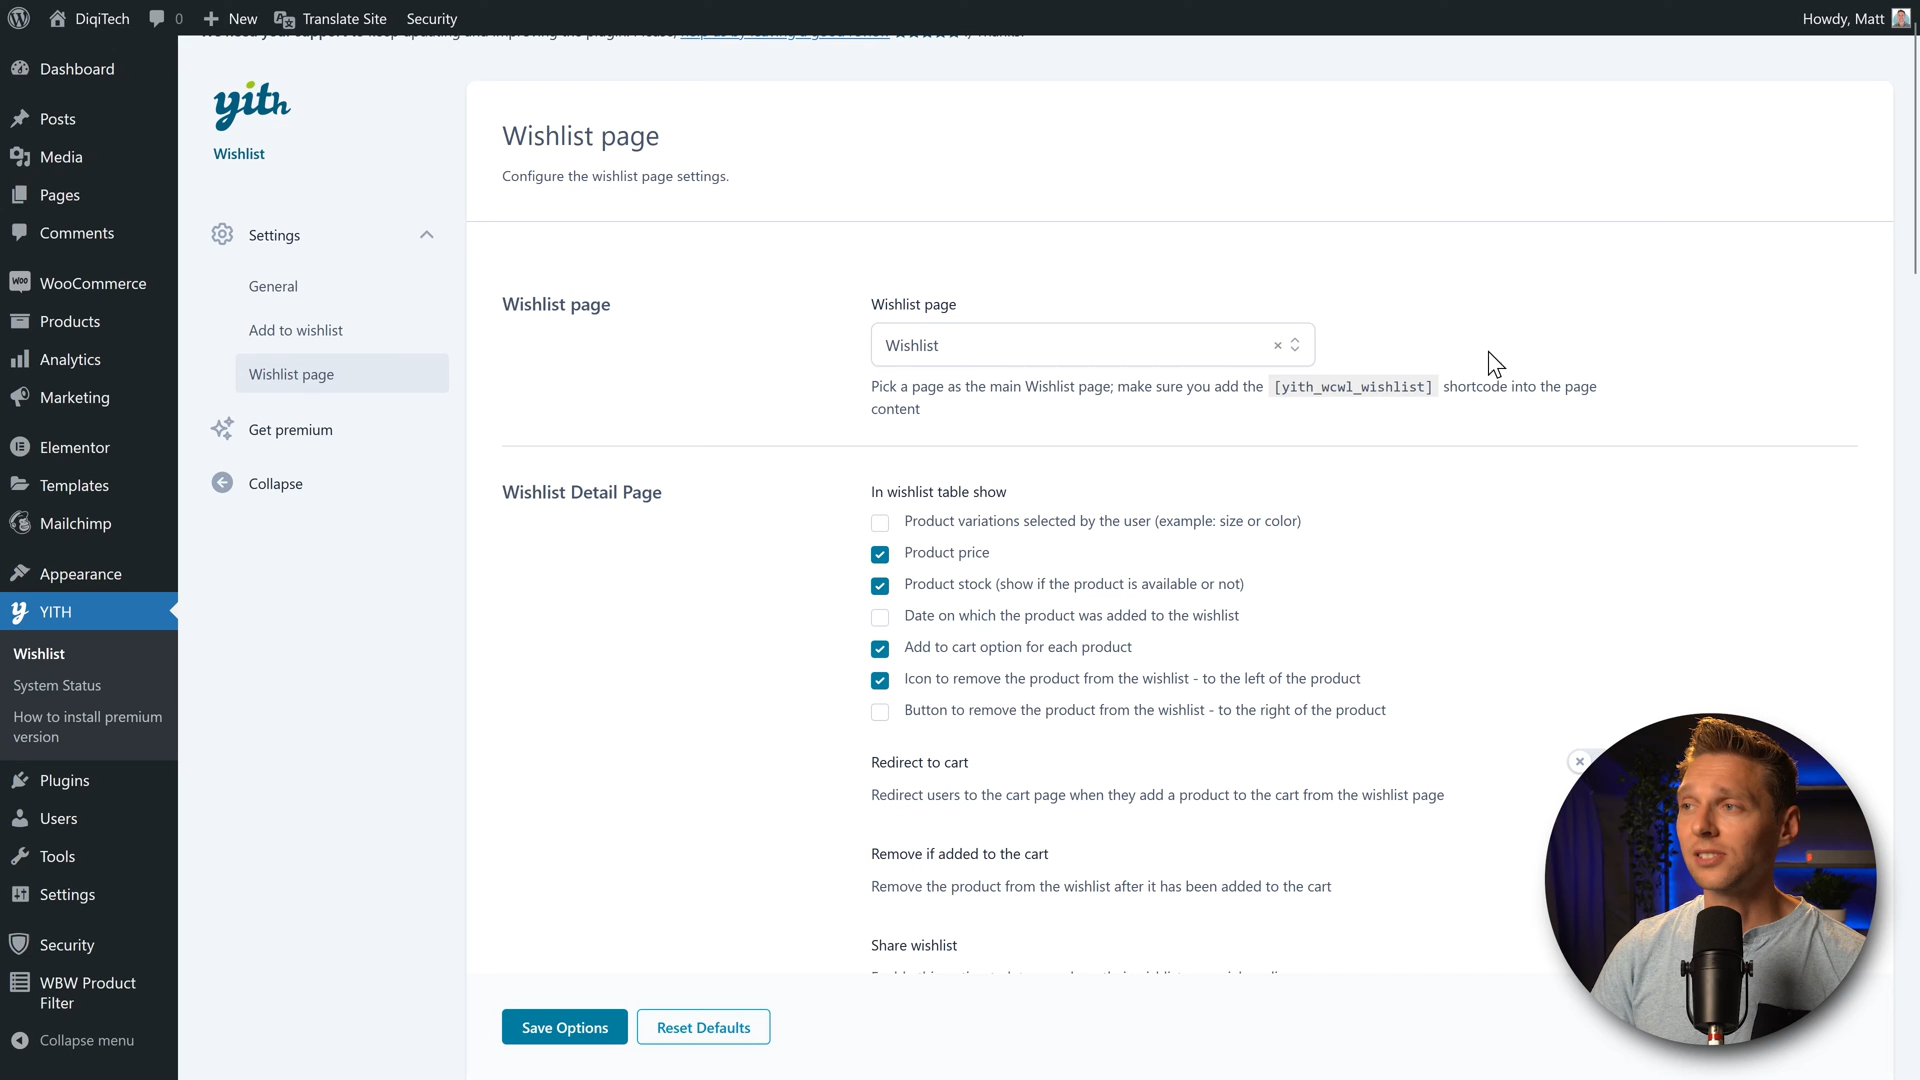 DiqiTech
0
New
Translate Site
Security
Howdy, Matt
help us by leaving a good review
Dashboard
Posts
Media
Pages
Comments
WooCommerce
Products
Analytics
Marketing
Elementor
Templates
Mailchimp
Appearance
YITH
Wishlist
System Status
How to install premium
version
Plugins
Users
Tools
Settings
Security
WBW Product
Filter
Collapse menu
yith
Wishlist
Settings
General
Add to wishlist
Wishlist page
Get premium
Collapse
Wishlist page
Configure the wishlist page settings.
Wishlist page
Wishlist page
Wishlist
Pick a page as the main Wishlist page; make sure you add the [yith_wcwl_wishlist] shortcode into the page
content
Wishlist Detail Page
In wishlist table show
Product variations selected by the user (example: size or color)
Product price
Product stock (show if the product is available or not)
Date on which the product was added to the wishlist
Add to cart option for each product
Icon to remove the product from the wishlist - to the left of the product
Button to remove the product from the wishlist - to the right of the product
Redirect to cart
Redirect users to the cart page when they add a product to the cart from the wishlist page
Remove if added to the cart
Remove the product from the wishlist after it has been added to the cart
Share wishlist
Save Options
Reset Defaults